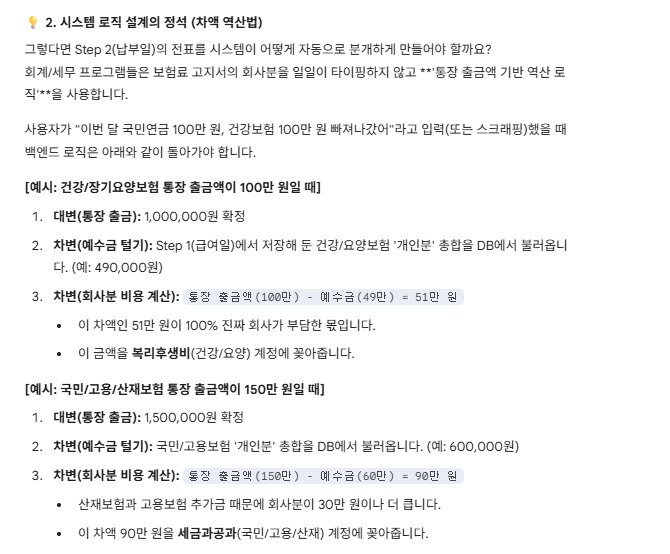 💡 2. 시스템 로직 설계의 정석 (차액 역산법)
그렇다면 Step 2(납부일)의 전표를 시스템이 어떻게 자동으로 분개하게 만들어야 할까요?
회계/세무 프로그램들은 보험료 고지서의 회사분을 일일이 타이핑하지 않고 **'통장 출금액 기반 역산 로
직'**을 사용합니다.
사용자가 "이번 달 국민연금 100만 원, 건강보험 100만 원 빠져나갔어"라고 입력(또는 스크래핑)했을 때
백엔드 로직은 아래와 같이 돌아가야 합니다.
[예시: 건강/장기요양보험 통장 출금액이 100만 원일 때]
1. 대변(통장 출금): 1,000,000원 확정
2. 차변(예수금 털기): Step 1(급여일)에서 저장해 둔 건강/요양보험 '개인분' 총합을 DB에서 불러옵니
다. (예: 490,000원)
3. 차변(회사분 비용 계산): 통장 출금액(100만) - 예수금(49만) = 51만 원
• 이 차액인 51만 원이 100% 진짜 회사가 부담한 몫입니다.
• 이 금액을 복리후생비(건강/요양) 계정에 꽂아줍니다.
[예시: 국민/고용/산재보험 통장 출금액이 150만 원일 때]
1. 대변(통장 출금): 1,500,000원 확정
2. 차변(예수금 털기): 국민/고용보험 '개인분' 총합을 DB에서 불러옵니다. (예: 600,000원)
3. 차변(회사분 비용 계산): 통장 출금액(150만) - 예수금(60만) = 90만 원
• 산재보험과 고용보험 추가금 때문에 회사분이 30만 원이나 더 큽니다.
• 이 차액 90만 원을 세금과공과(국민/고용/산재) 계정에 꽂아줍니다.